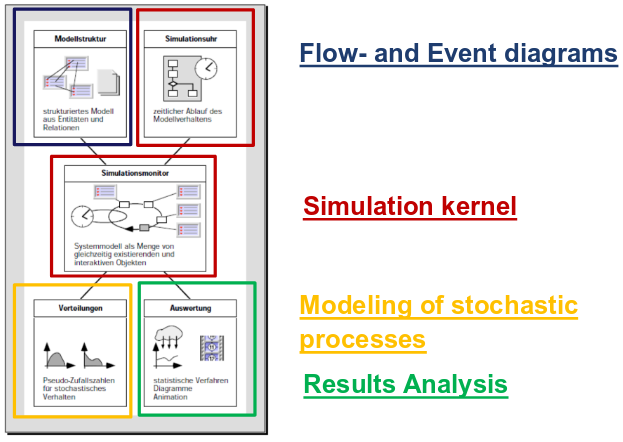 Modellstruktur
Simulationsuhr
strukturiertes Modell
aus Entitäten und
Relationen
zeitlicher Ablauf des
Modellverhaltens
Flow- and Event diagrams
Simulationsmonitor
Systemmodell als Menge von
gleichzeitig existierenden und
interaktiven Objekten
Simulation kernel
Verteilungen
Auswertung
Pseudo-Zufallszahlen
für stochastisches
Verhalten
statistische Verfahren
Diagramme
Animation
Modeling of stochastic
processes
Results Analysis